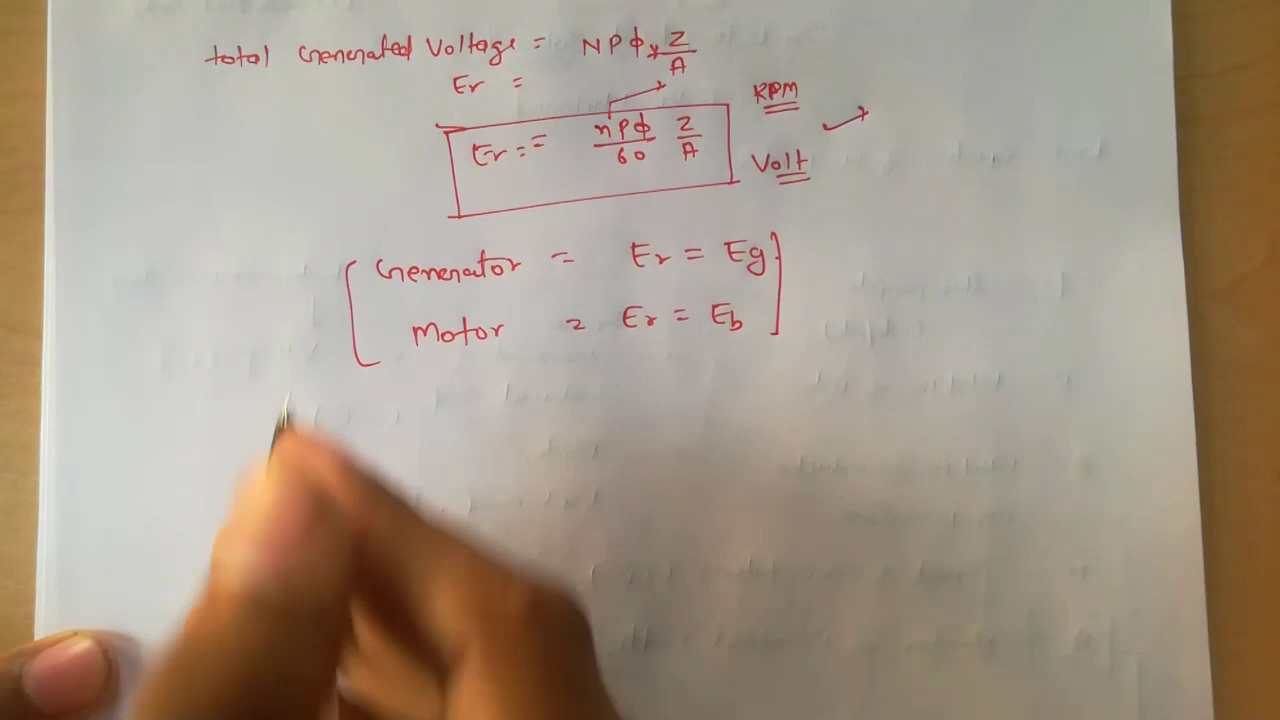 total Generated Voltage = NPΦ × Z/A
Er =
Er = = nPΦ/60 Z/A
RPM
Volt
Generator = Er = Eg
Motor = Er = Eb